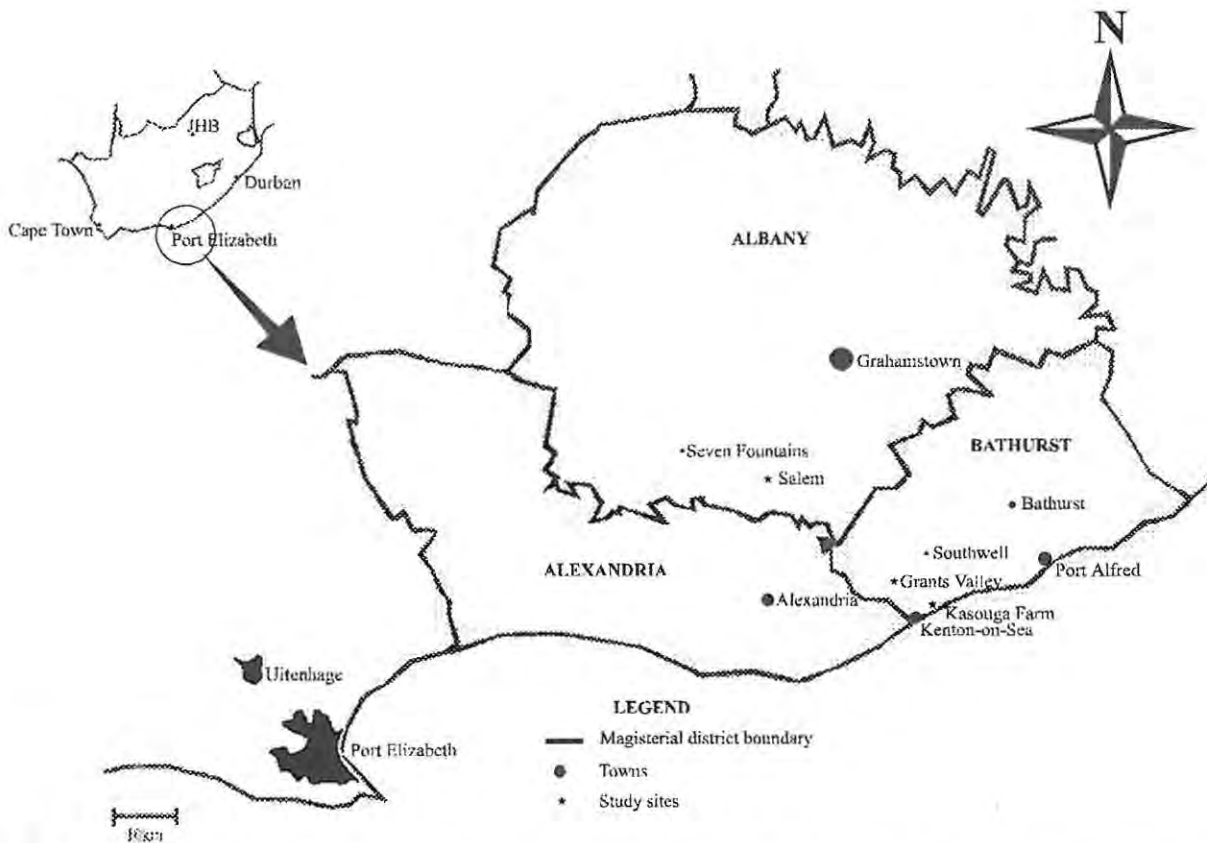 N
JHB
Durban
Cape Town
Port Elizabeth
ALBANY
Grahamstown
BATHURST
Seven Fountains
Salem
Bathurst
Southwell
ALEXANDRIA
Port Alfred
Grants Valley
Alexandria
Kasouga Farm
Kenton-on-Sea
Uitenhage
LEGEND
Magisterial district boundary
Port Elizabeth
Towns
Study sites
10km